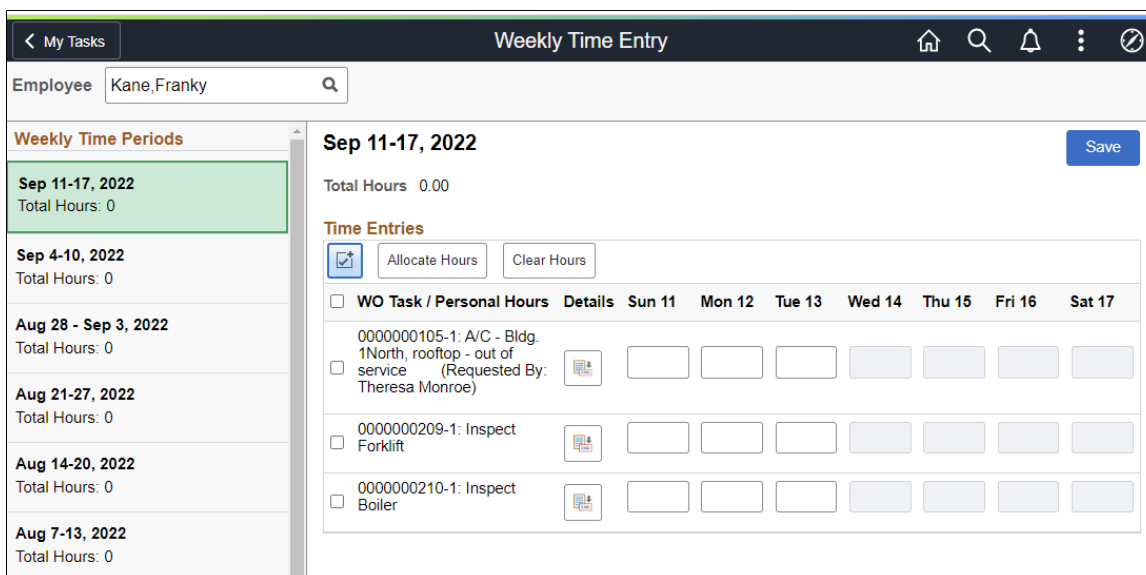 My Tasks
Weekly Time Entry
Employee Kane,Franky
Weekly Time Periods
Sep 11-17, 2022
Total Hours: 0
Sep 4-10, 2022
Total Hours: 0
Aug 28 - Sep 3, 2022
Total Hours: 0
Aug 21-27, 2022
Total Hours: 0
Aug 14-20, 2022
Total Hours: 0
Aug 7-13, 2022
Total Hours: 0
Sep 11-17, 2022
Save
Total Hours 0.00
Time Entries
Allocate Hours Clear Hours
WO Task / Personal Hours Details Sun 11 Mon 12 Tue 13 Wed 14 Thu 15 Fri 16 Sat 17
0000000105-1: A/C - Bldg.
1North, rooftop - out of
service (Requested By:
Theresa Monroe)
0000000209-1: Inspect
Forklift
0000000210-1: Inspect
Boiler